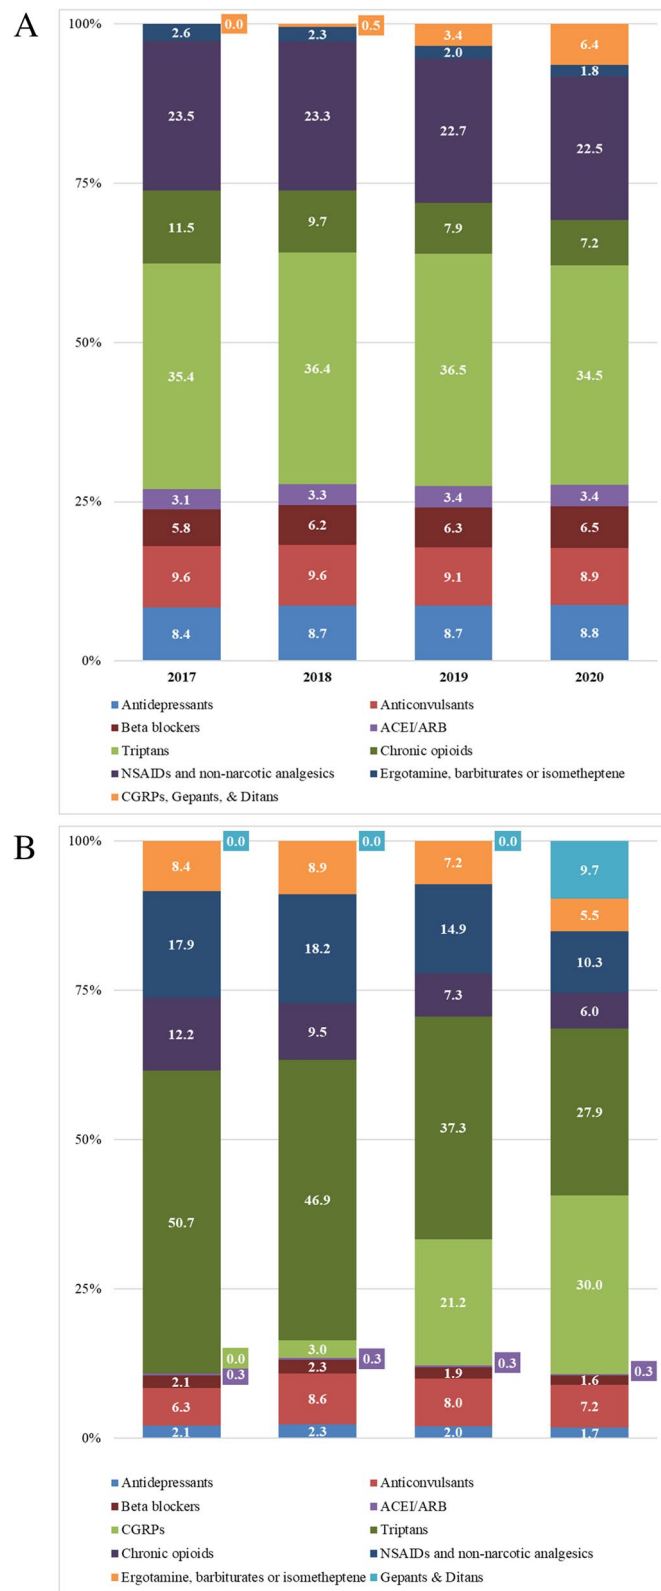 A
100%
2.6 0.0 2.3 0.5 3.4 6.4
2.0 1.8
23.5 23.3 22.7 22.5
75%
11.5 9.7 7.9 7.2
50%
35.4 36.4 36.5 34.5
25%
3.1 3.3 3.4 3.4
5.8 6.2 6.3 6.5
9.6 9.6 9.1 8.9
8.4 8.7 8.7 8.8
0%
2017 2018 2019 2020
Antidepressants Anticonvulsants
Beta blockers ACEI/ARB
Triptans Chronic opioids
NSAIDs and non-narcotic analgesics Ergotamine, barbiturates or isometheptene
CGRPs, Gepants, & Ditans
B
100%
0.0 0.0 0.0
8.4 8.9 7.2 9.7
5.5
17.9 18.2 14.9 10.3
75%
12.2 9.5 7.3 6.0
50%
50.7 46.9 37.3 27.9
25%
21.2 30.0
0.0 3.0
0.3 0.3 0.3 0.3
2.1 2.3 1.9 1.6
6.3 8.6 8.0 7.2
2.1 2.3 2.0 1.7
0%
Antidepressants Anticonvulsants
Beta blockers ACEI/ARB
CGRPs Triptans
Chronic opioids NSAIDs and non-narcotic analgesics
Ergotamine, barbiturates or isometheptene Gepants & Ditans